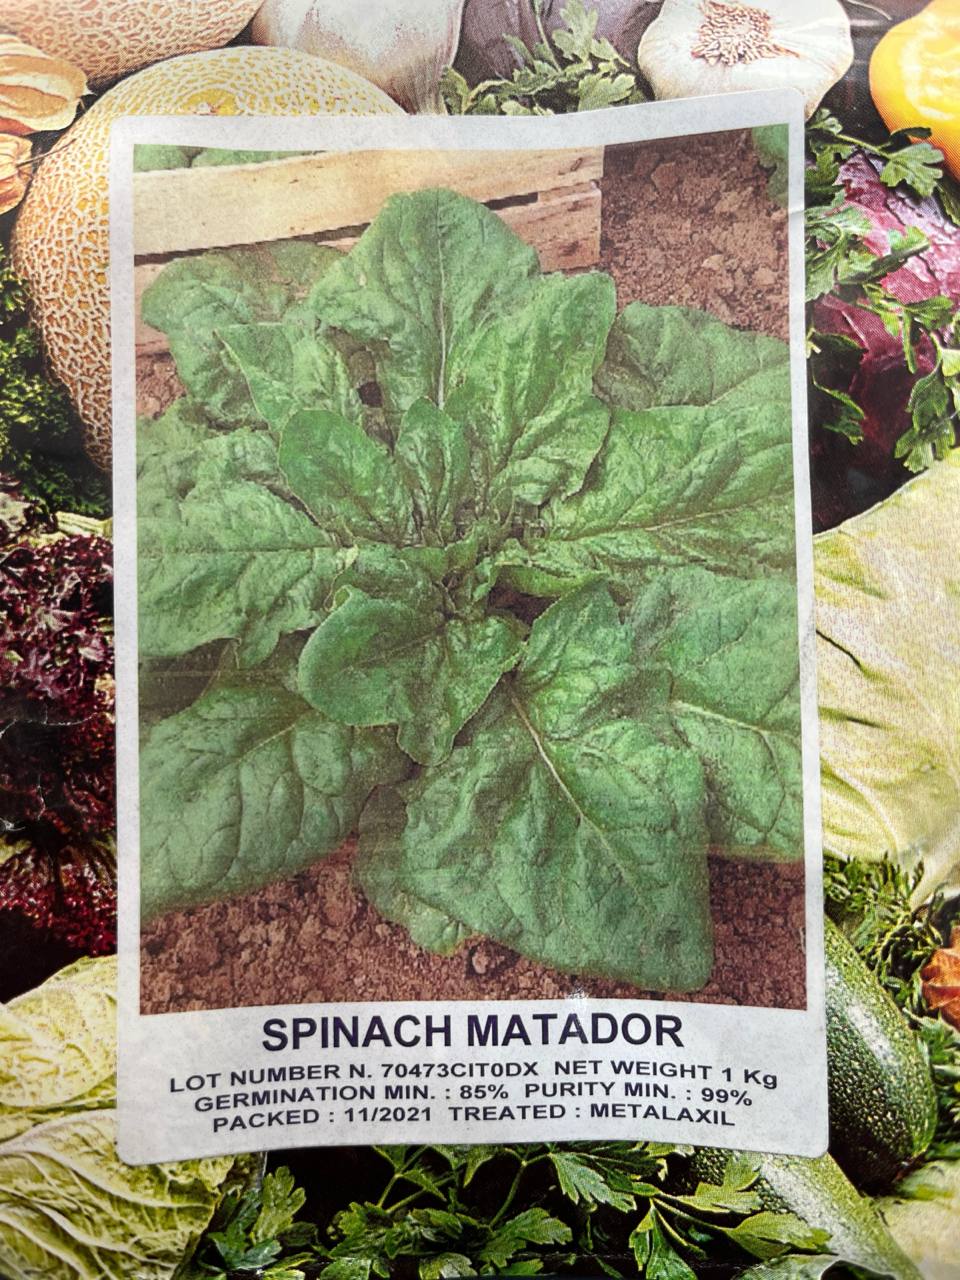 SPINACH MATADOR
LOT NUMBER N. 70473CIT0DX NET WEIGHT 1 Kg
GERMINATION MIN. : 85% PURITY MIN. : 99%
PACKED : 11/2021 TREATED : METALAXIL